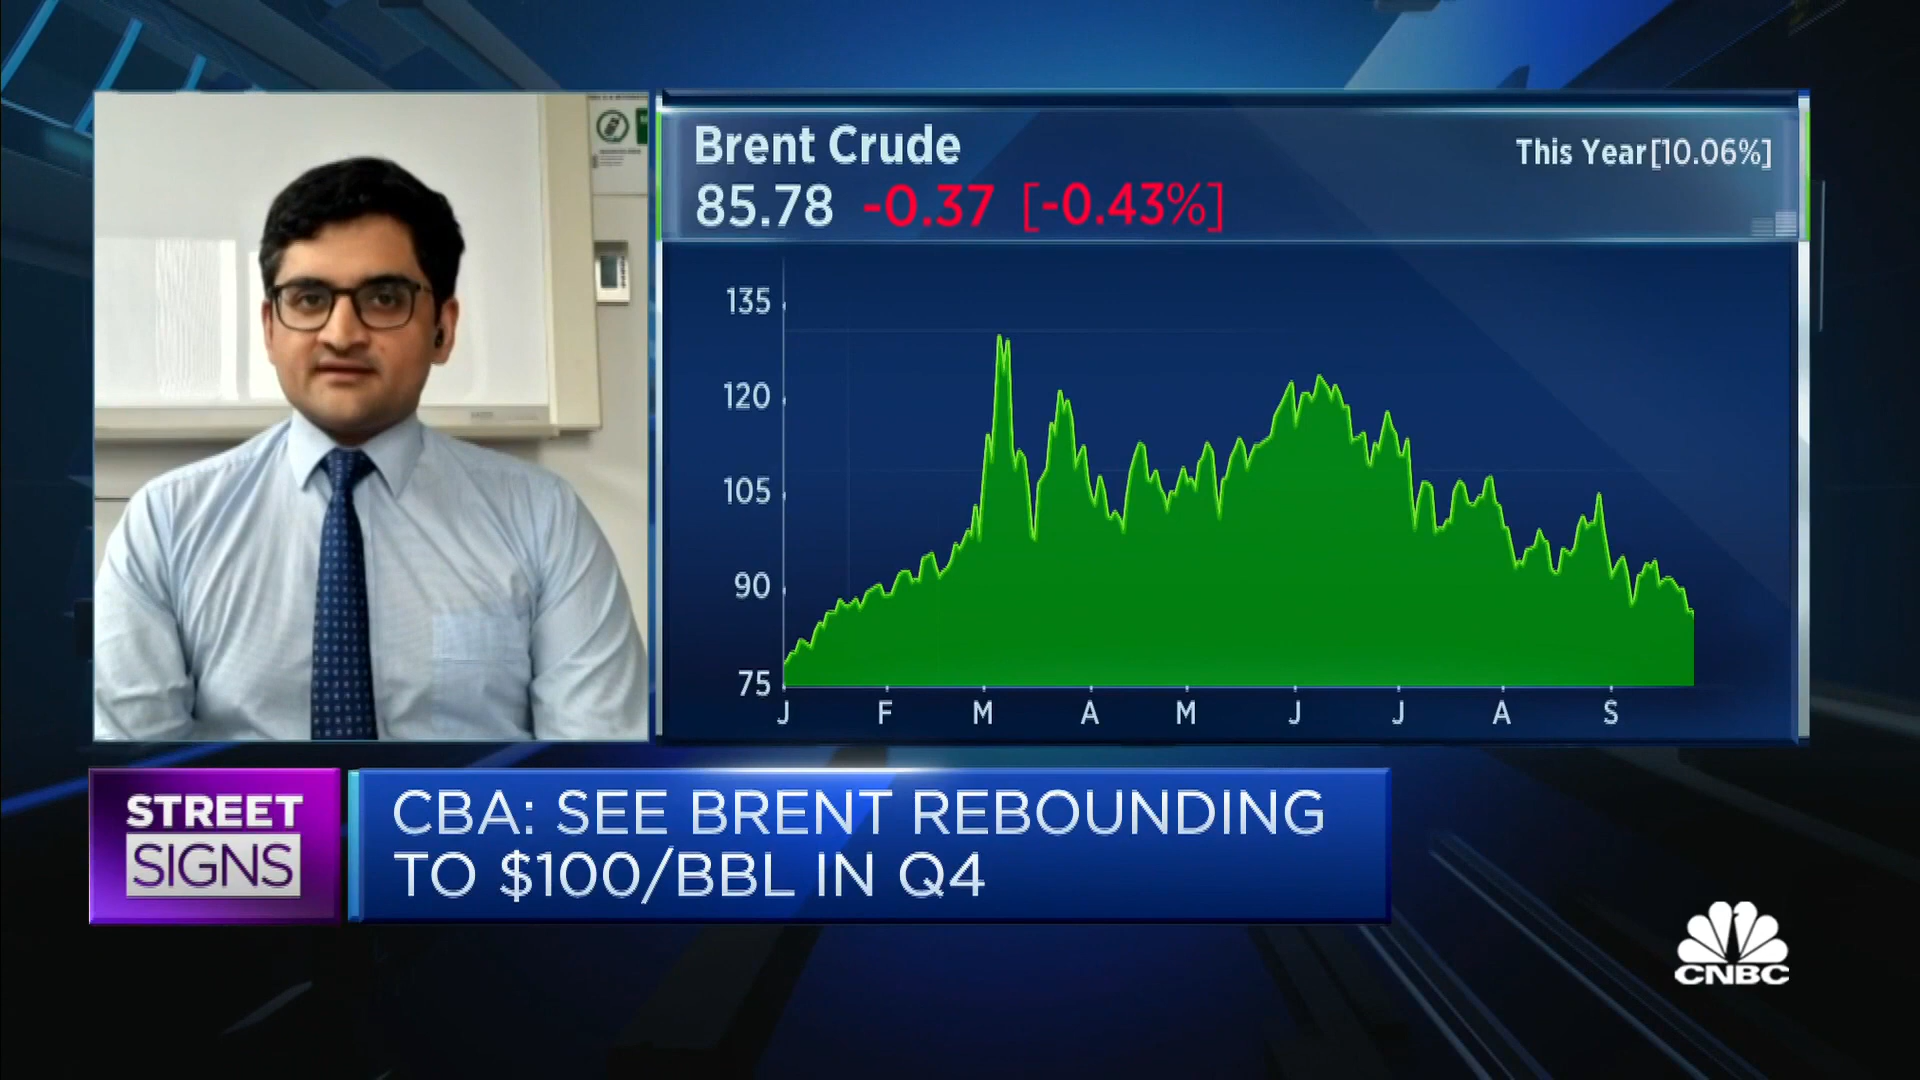 Brent Crude
This Year[10.06%]
85.78 -0.37 [-0.43%]
135
120
105
90
75
J F M A M J J A S
STREET
SIGNS
CBA: SEE BRENT REBOUNDING
TO $100/BBL IN Q4
CNBC